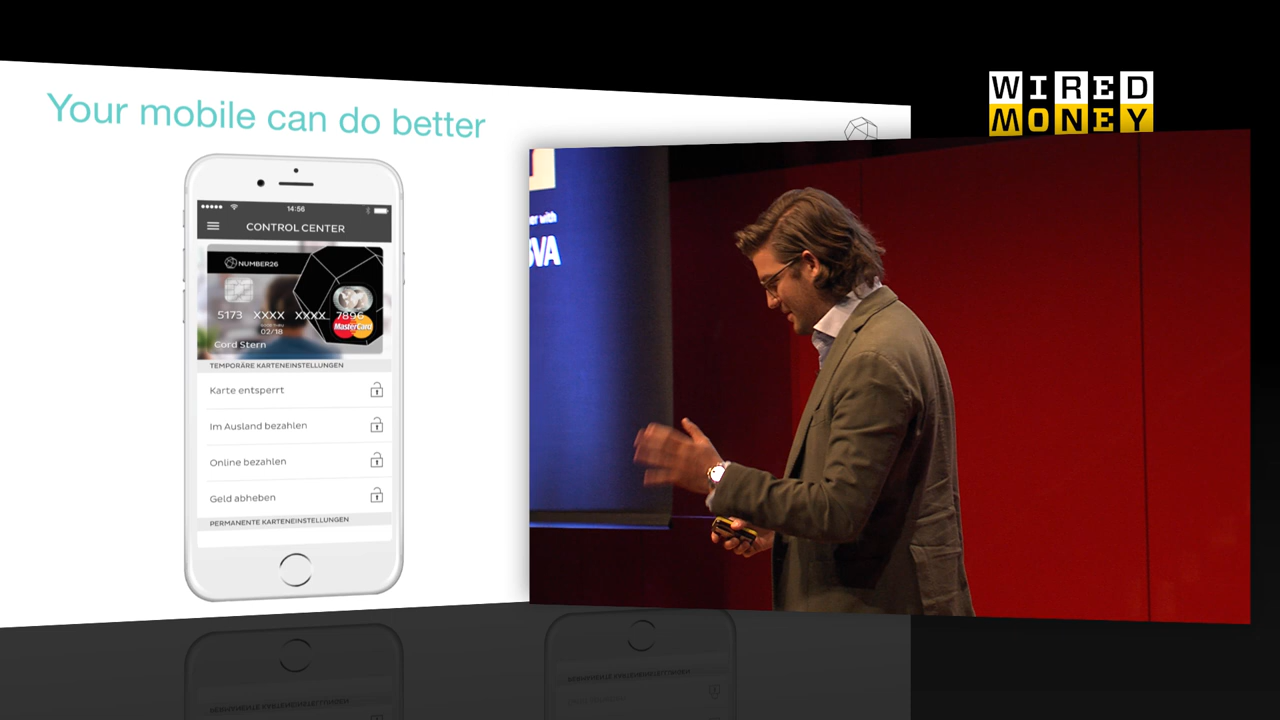 Your mobile can do better
14:56
CONTROL CENTER
NUMBER26
5173 XXXX XXXX 7896
02/18
MasterCard
Cord Stern
TEMPORÄRE KARTENEINSTELLUNGEN
Karte entsperrt
Im Ausland bezahlen
Online bezahlen
Geld abheben
PERMANENTE KARTENEINSTELLUNGEN
WIRED
MONEY
with